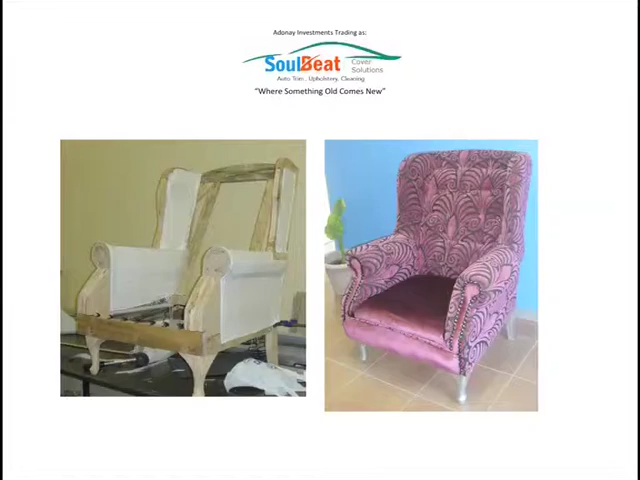 Adonay Investments Trading as:
SoulBeat Cover
Solutions
Auto Trim , Upholstery, Cleaning
"Where Something Old Comes New"